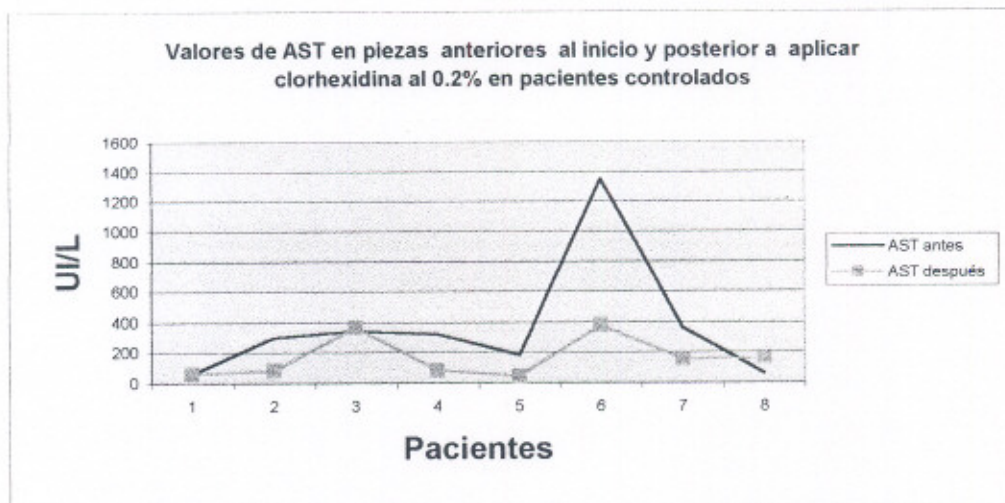 Valores de AST en piezas anteriores al inicio y posterior a aplicar
clorhexidina al 0.2% en pacientes controlados
1600
1400
1200
1000
800
600
400
200
0
UI/L
1 2 3 4 5 6 7 8
Pacientes
AST antes
AST después